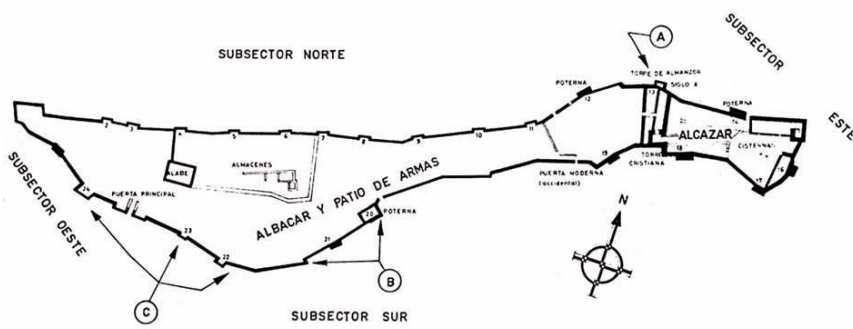 SUBSECTOR NORTE
SUBSECTOR
ESTE
A
TORRE DE ALMANZOR
SIGLO X
POTERNA
12
13
POTERNA
14
ALCAZAR
CISTERNA
18
TORRE
CRISTIANA
19
16
17
PUERTA MODERNA
(occidental)
2
3
4
5
6
7
8
9
10
11
ALMACENES
ALABE
ALBACAR Y PATIO DE ARMAS
SUBSECTOR OESTE
PUERTA PRINCIPAL
23
22
21
20
POTERNA
N
B
C
SUBSECTOR SUR